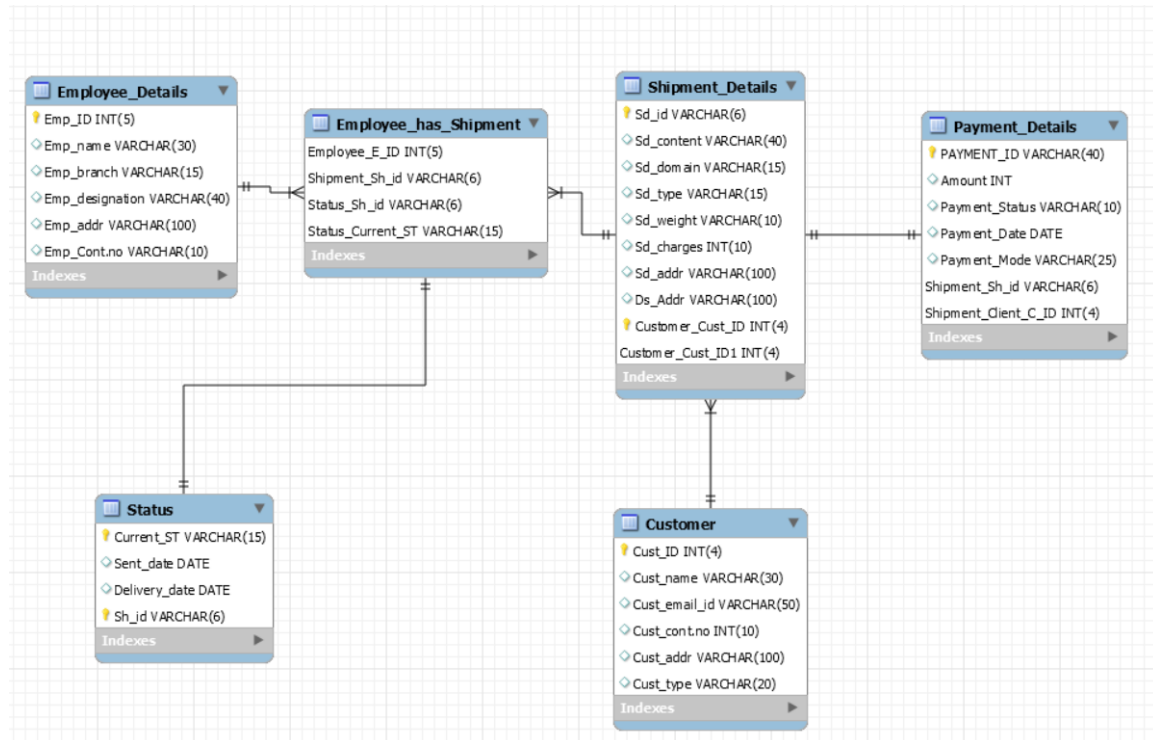 Employee_Details
Emp_ID INT(5)
Emp_name VARCHAR(30)
Emp_branch VARCHAR(15)
Emp_designation VARCHAR(40)
Emp_addr VARCHAR(100)
Emp_Cont.no VARCHAR(10)
Indexes
Employee_has_Shipment
Employee_E_ID INT(5)
Shipment_Sh_id VARCHAR(6)
Status_Sh_id VARCHAR(6)
Status_Current_ST VARCHAR(15)
Indexes
Shipment_Details
Sd_id VARCHAR(6)
Sd_content VARCHAR(40)
Sd_domain VARCHAR(15)
Sd_type VARCHAR(15)
Sd_weight VARCHAR(10)
Sd_charges INT(10)
Sd_addr VARCHAR(100)
Ds_Addr VARCHAR(100)
Customer_Cust_ID INT(4)
Customer_Cust_ID1 INT(4)
Indexes
Payment_Details
PAYMENT_ID VARCHAR(40)
Amount INT
Payment_Status VARCHAR(10)
Payment_Date DATE
Payment_Mode VARCHAR(25)
Shipment_Sh_id VARCHAR(6)
Shipment_Client_C_ID INT(4)
Indexes
Status
Current_ST VARCHAR(15)
Sent_date DATE
Delivery_date DATE
Sh_id VARCHAR(6)
Indexes
Customer
Cust_ID INT(4)
Cust_name VARCHAR(30)
Cust_email_id VARCHAR(50)
Cust_cont.no INT(10)
Cust_addr VARCHAR(100)
Cust_type VARCHAR(20)
Indexes